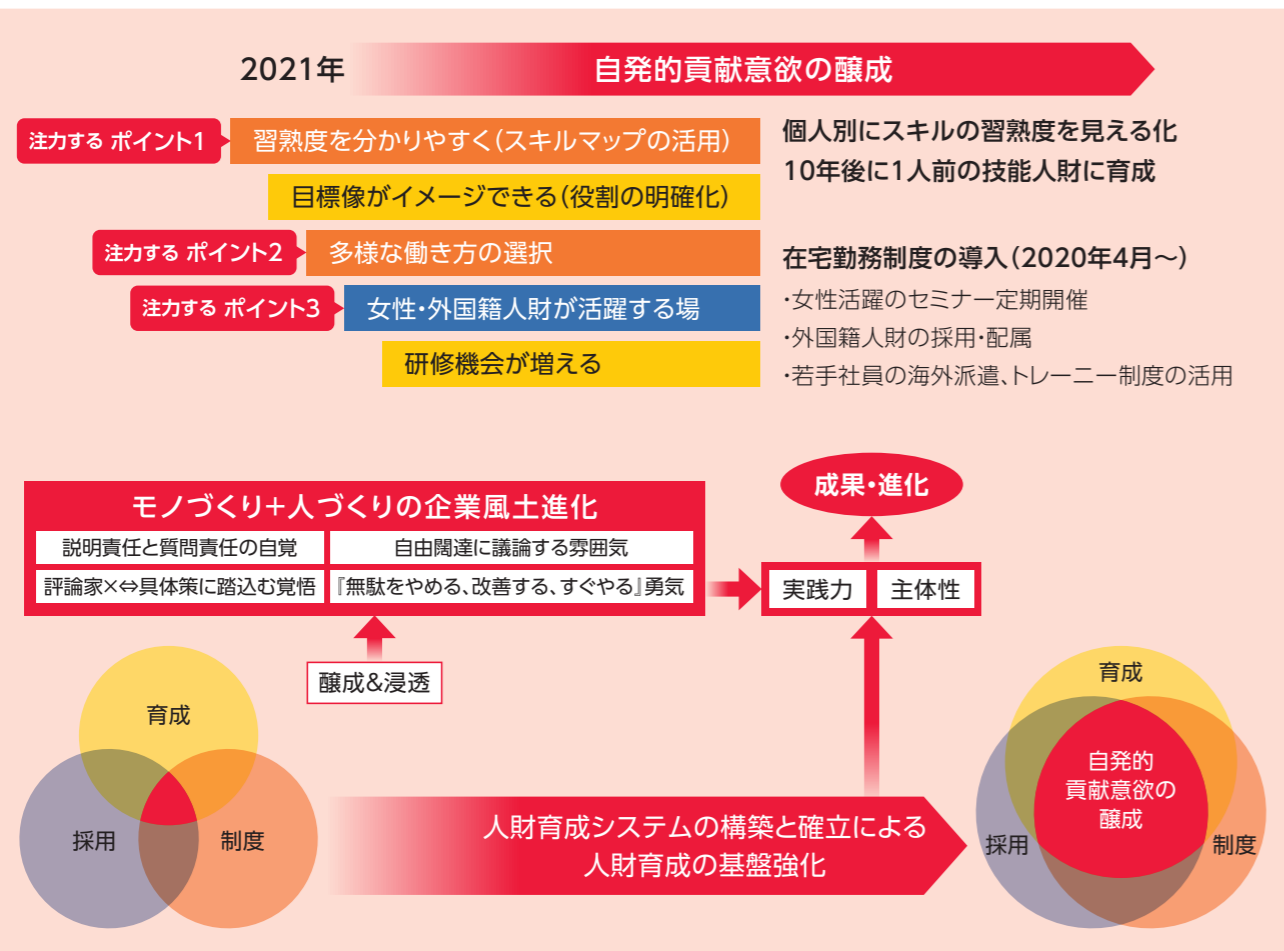 2021年
自発的貢献意欲の醸成
注力する ポイント1
習熟度を分かりやすく(スキルマップの活用)
個人別にスキルの習熟度を見える化
10年後に1人前の技能人財に育成
目標像がイメージできる(役割の明確化)
注力する ポイント2
多様な働き方の選択
在宅勤務制度の導入(2020年4月~)
注力する ポイント3
女性・外国籍人財が活躍する場
・女性活躍のセミナー定期開催
・外国籍人財の採用・配属
・若手社員の海外派遣、トレーニー制度の活用
研修機会が増える
モノづくり+人づくりの企業風土進化
説明責任と質問責任の自覚
自由闊達に議論する雰囲気
評論家×⇔具体策に踏込む覚悟
『無駄をやめる、改善する、すぐやる』勇気
成果・進化
実践力
主体性
醸成&浸透
育成
採用
制度
人財育成システムの構築と確立による
人財育成の基盤強化
育成
自発的
貢献意欲の
醸成
採用
制度